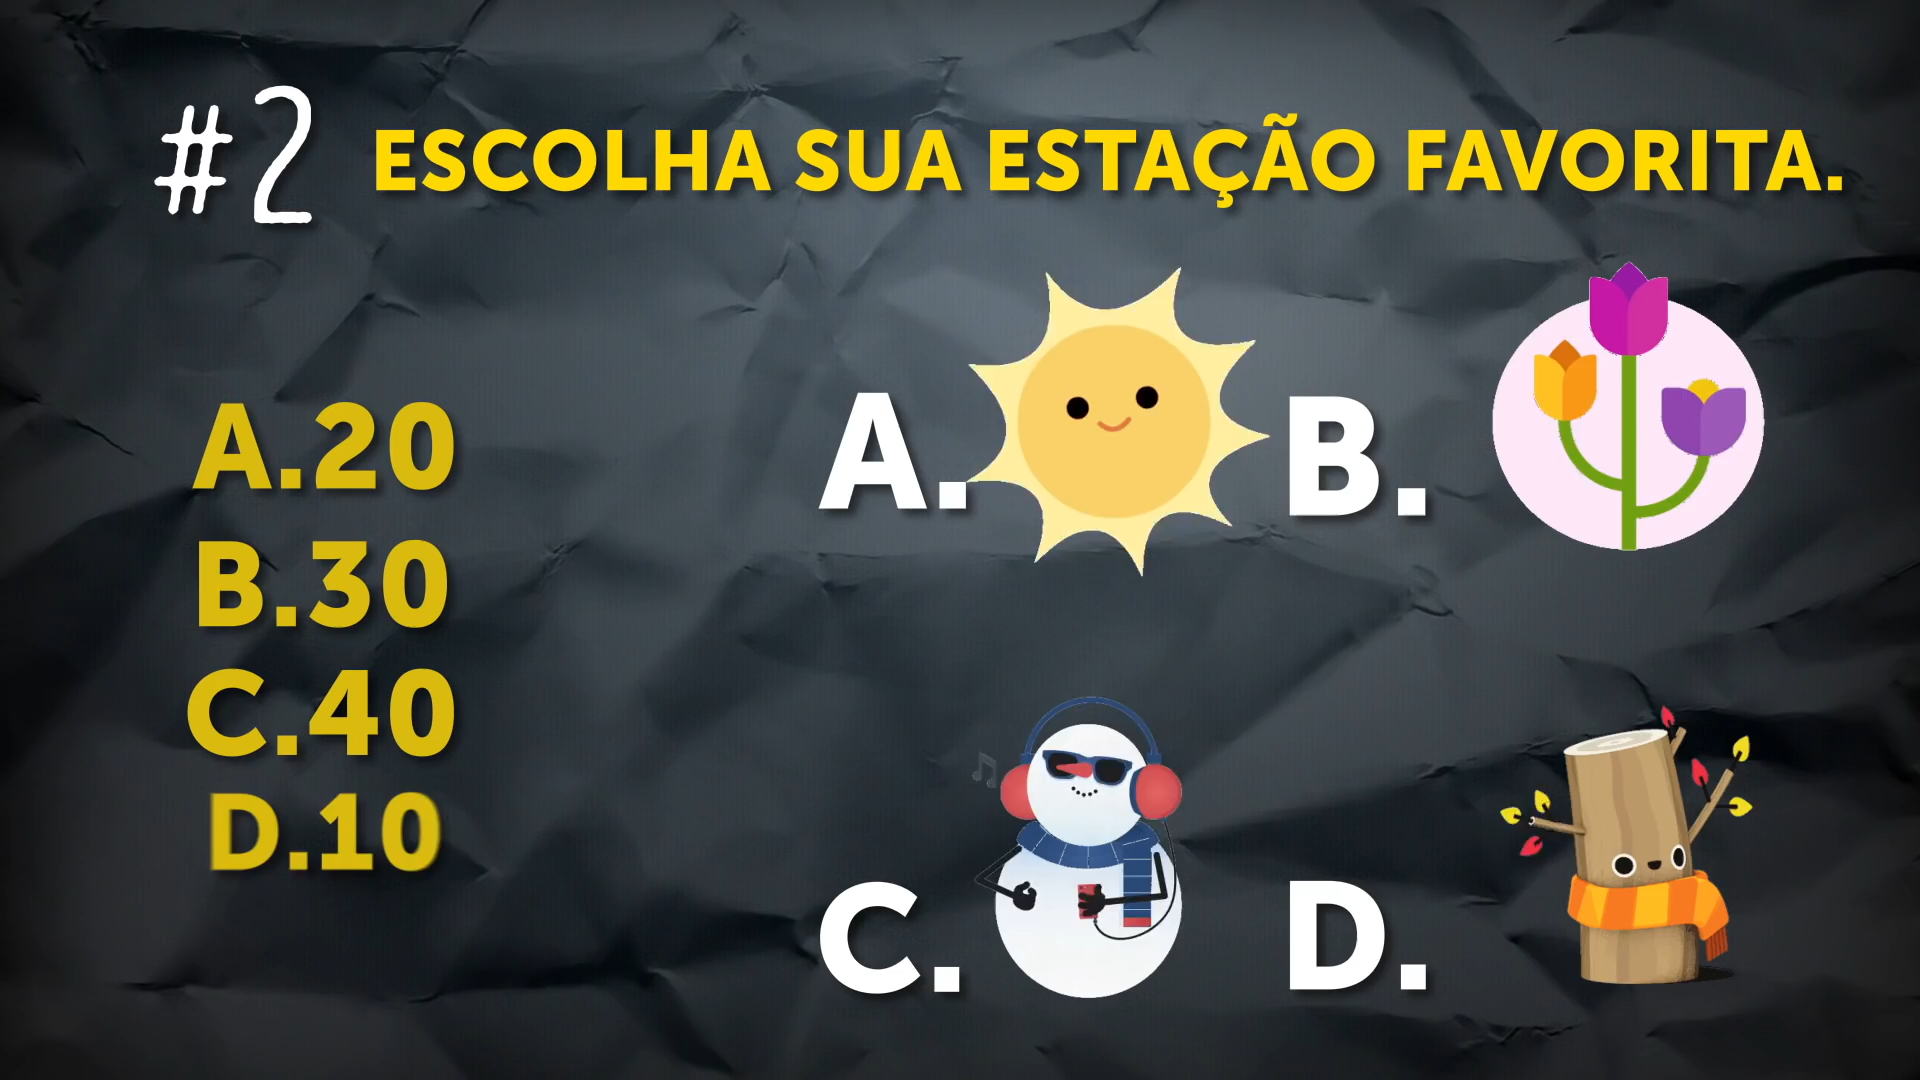 #2 ESCOLHA SUA ESTAÇÃO FAVORITA.
A.20
B.30
C.40
D.10
A. B.
C. D.